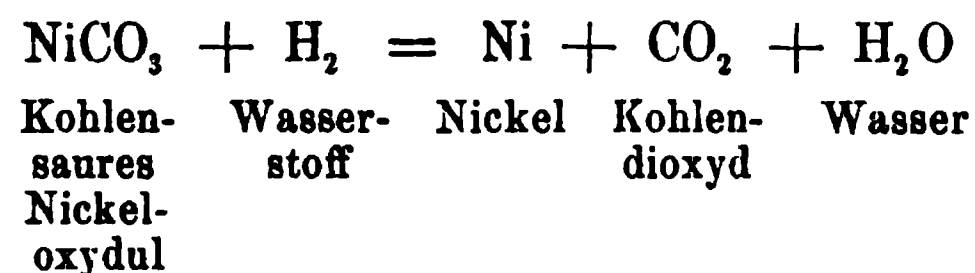 NiCO₃ + H₂ = Ni + CO₂ + H₂O
Kohlen- Wasser- Nickel Kohlen- Wasser
saures stoff dioxyd
Nickel-
oxydul